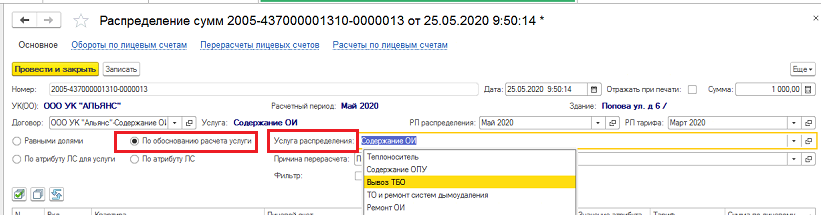 Распределение сумм 2005-437000001310-0000013 от 25.05.2020 9:50:14 *
Основное Обороты по лицевым счетам Перерасчеты лицевых счетов Расчеты по лицевым счетам
Провести и закрыть Записать Еще
Номер: 2005-437000001310-0000013 Дата: 25.05.2020 9:50:14 Отражать при печати: Сумма: 1 000,00
УК(ОО): ООО УК "АЛЬЯНС" Расчетный период: Май 2020 Здание: Попова ул. д 6 /
Договор: ООО УК "Альянс"-Содержание ОИ Услуга: Содержание ОИ РП распределения: Май 2020 РП тарифа: Март 2020
Равными долями По обоснованию расчета услуги Услуга распределения: Содержание ОИ
По атрибуту ЛС для услуги По атрибуту ЛС Причина перерасчета: П
Фильтр:
Теплоноситель
Содержание ОПУ
Вывоз ТБО
ТО и ремонт систем дымоудаления
Ремонт ОИ